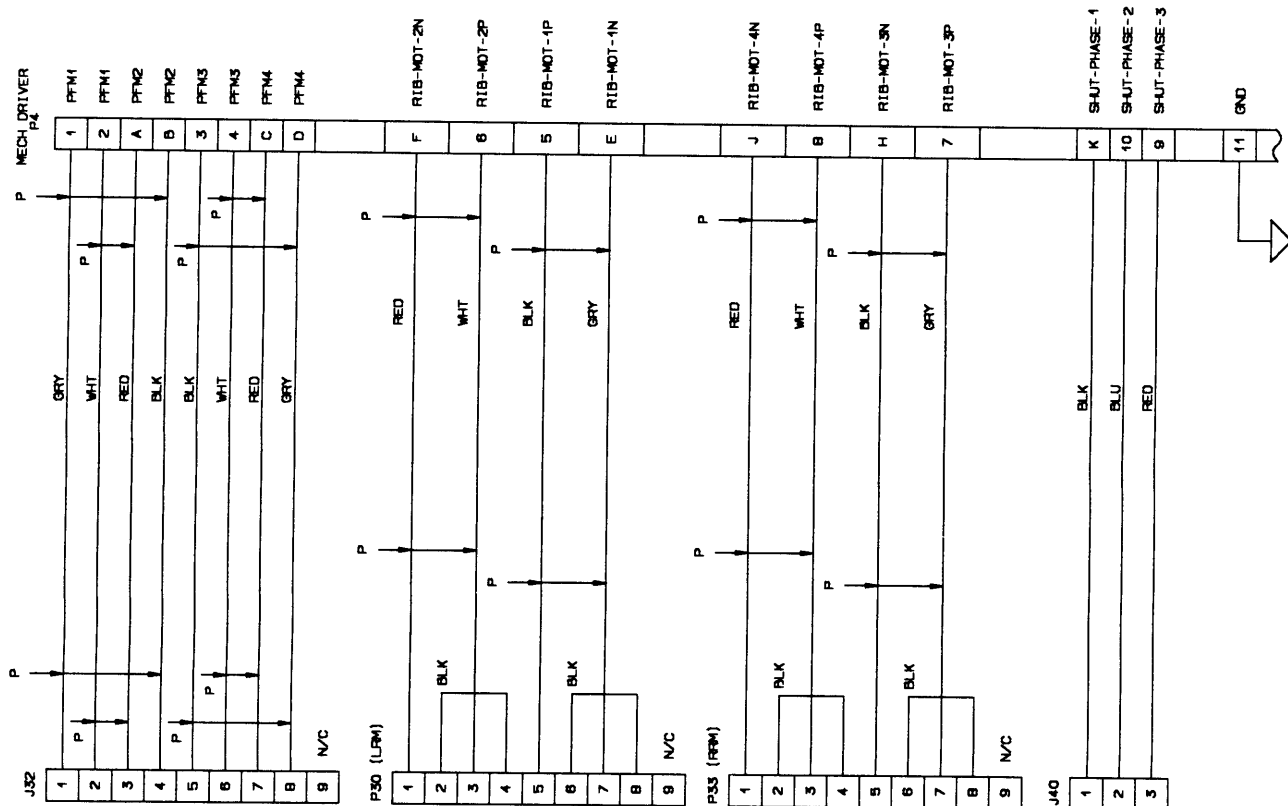 MECH DRIVER
P4
J32
1 GRY 1 PFM1
2 WHT 2 PFM1
3 RED A PFM2
4 BLK B PFM2
5 BLK 3 PFM3
6 WHT 4 PFM3
7 RED C PFM4
8 GRY D PFM4
9 N/C
P P P P
P P P P
P30 (LRM)
1 RED F RIB-MOT-2N
2 BLK
3 WHT 6 RIB-MOT-2P
4
5 BLK 5 RIB-MOT-1P
6 BLK
7 GRY E RIB-MOT-1N
8
9 N/C
P P
P P
P33 (RRM)
1 RED J RIB-MOT-4N
2 BLK
3 WHT 8 RIB-MOT-4P
4
5 BLK H RIB-MOT-3N
6 BLK
7 GRY 7 RIB-MOT-3P
8
9 N/C
P P
P P
J40
1 BLK K SHUT-PHASE-1
2 BLU 10 SHUT-PHASE-2
3 RED 9 SHUT-PHASE-3
11 GND